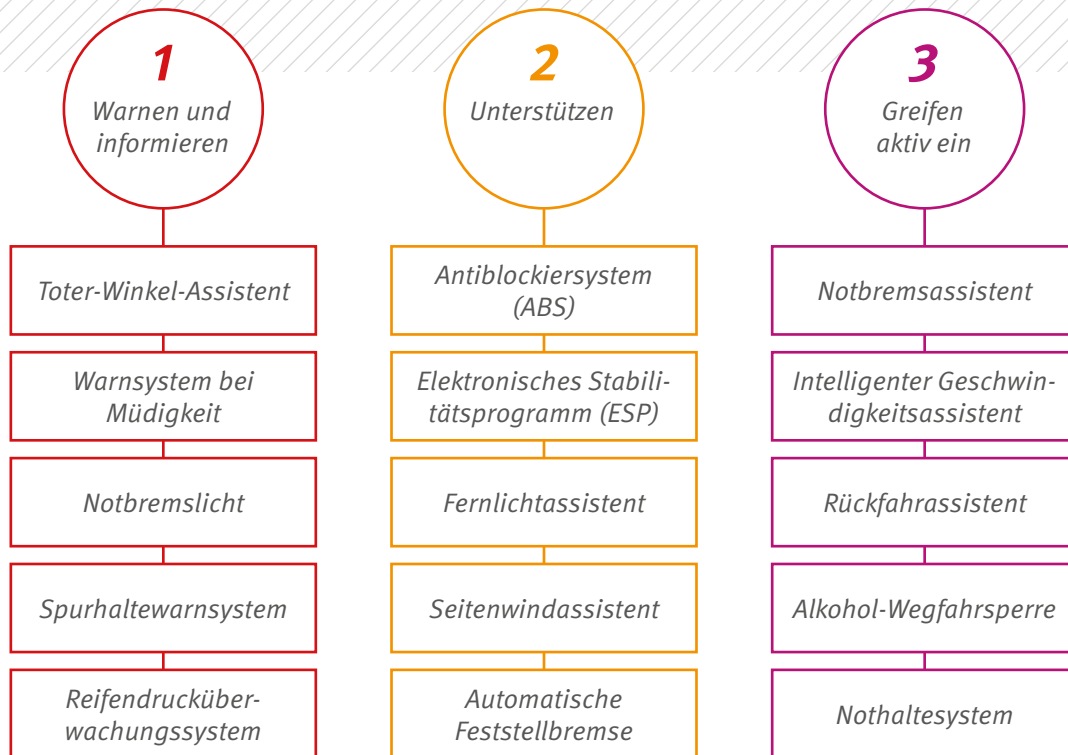 1
Warnen und
informieren
Toter-Winkel-Assistent
Warnsystem bei
Müdigkeit
Notbremslicht
Spurhaltewarnsystem
Reifendrucküber-
wachungssystem
2
Unterstützen
Antiblockiersystem
(ABS)
Elektronisches Stabili-
tätsprogramm (ESP)
Fernlichtassistent
Seitenwindassistent
Automatische
Feststellbremse
3
Greifen
aktiv ein
Notbremsassistent
Intelligenter Geschwin-
digkeitsassistent
Rückfahrassistent
Alkohol-Wegfahrsperre
Nothaltesystem